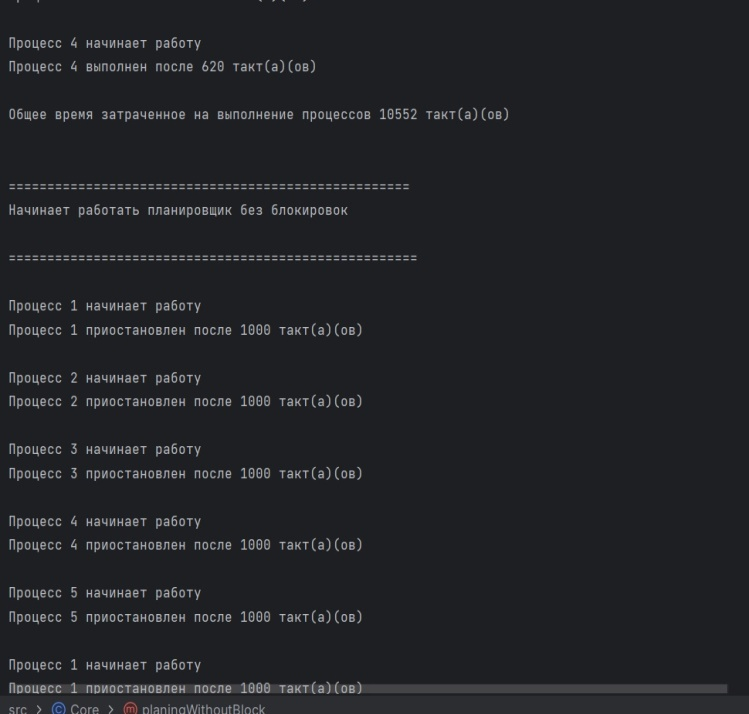 Процесс 4 начинает работу
Процесс 4 выполнен после 620 такт(а)(ов)
Общее время затраченное на выполнение процессов 10552 такт(а)(ов)
====================================================
Начинает работать планировщик без блокировок
=====================================================
Процесс 1 начинает работу
Процесс 1 приостановлен после 1000 такт(а)(ов)
Процесс 2 начинает работу
Процесс 2 приостановлен после 1000 такт(а)(ов)
Процесс 3 начинает работу
Процесс 3 приостановлен после 1000 такт(а)(ов)
Процесс 4 начинает работу
Процесс 4 приостановлен после 1000 такт(а)(ов)
Процесс 5 начинает работу
Процесс 5 приостановлен после 1000 такт(а)(ов)
Процесс 1 начинает работу
Процесс 1 приостановлен после 1000 такт(а)(ов)
src > C Core > m planingWithoutBlock